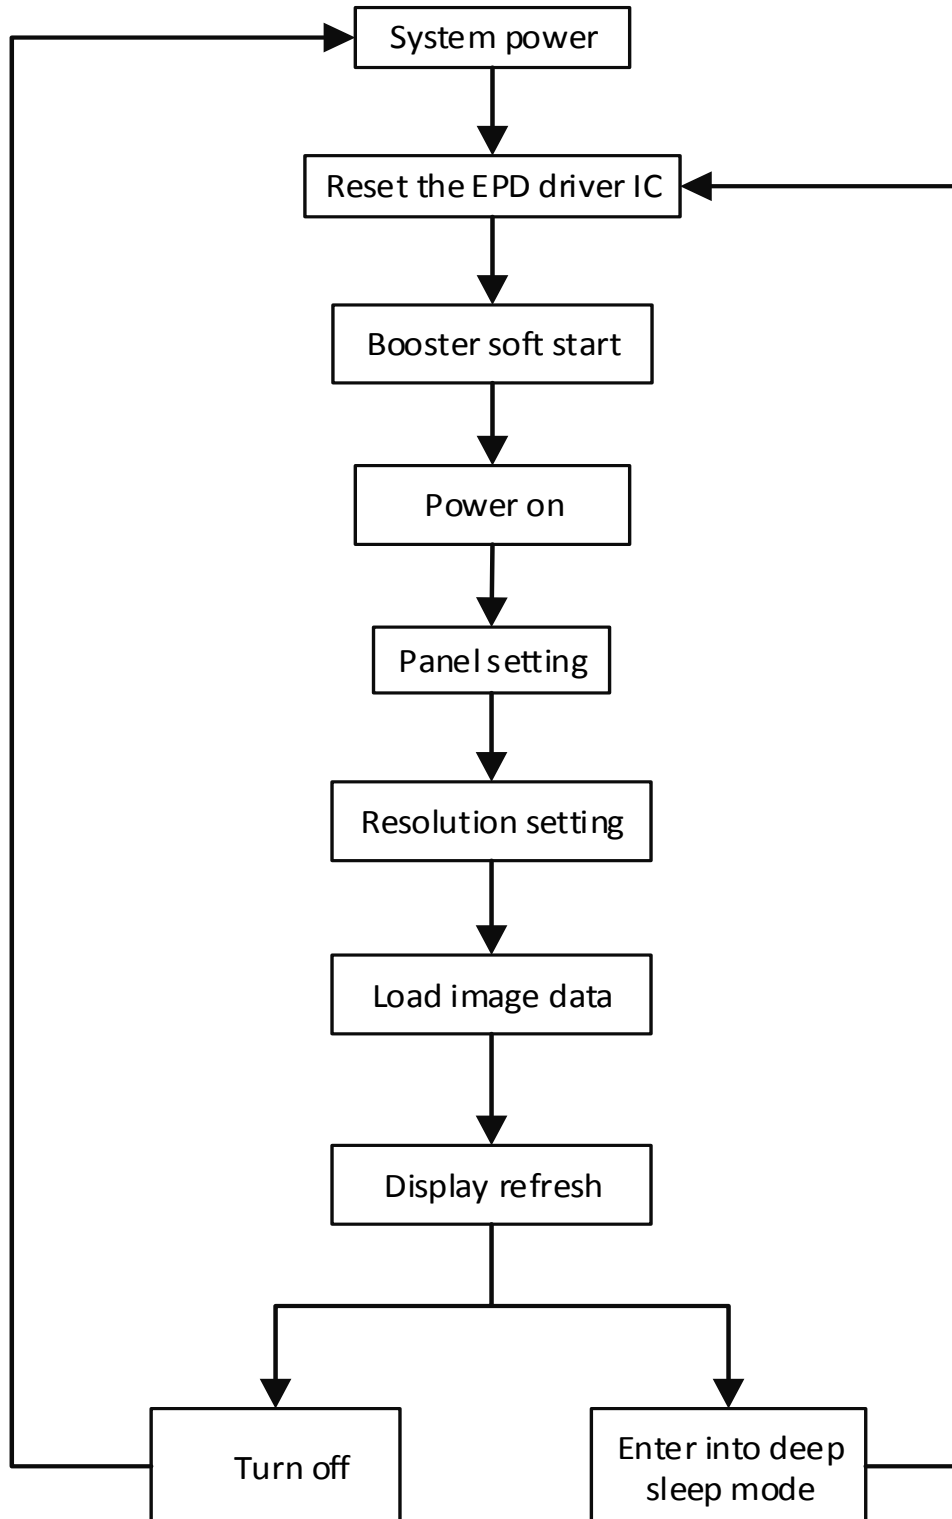 System power
Reset the EPD driver IC
Booster soft start
Power on
Panel setting
Resolution setting
Load image data
Display refresh
Turn off
Enter into deep
sleep mode